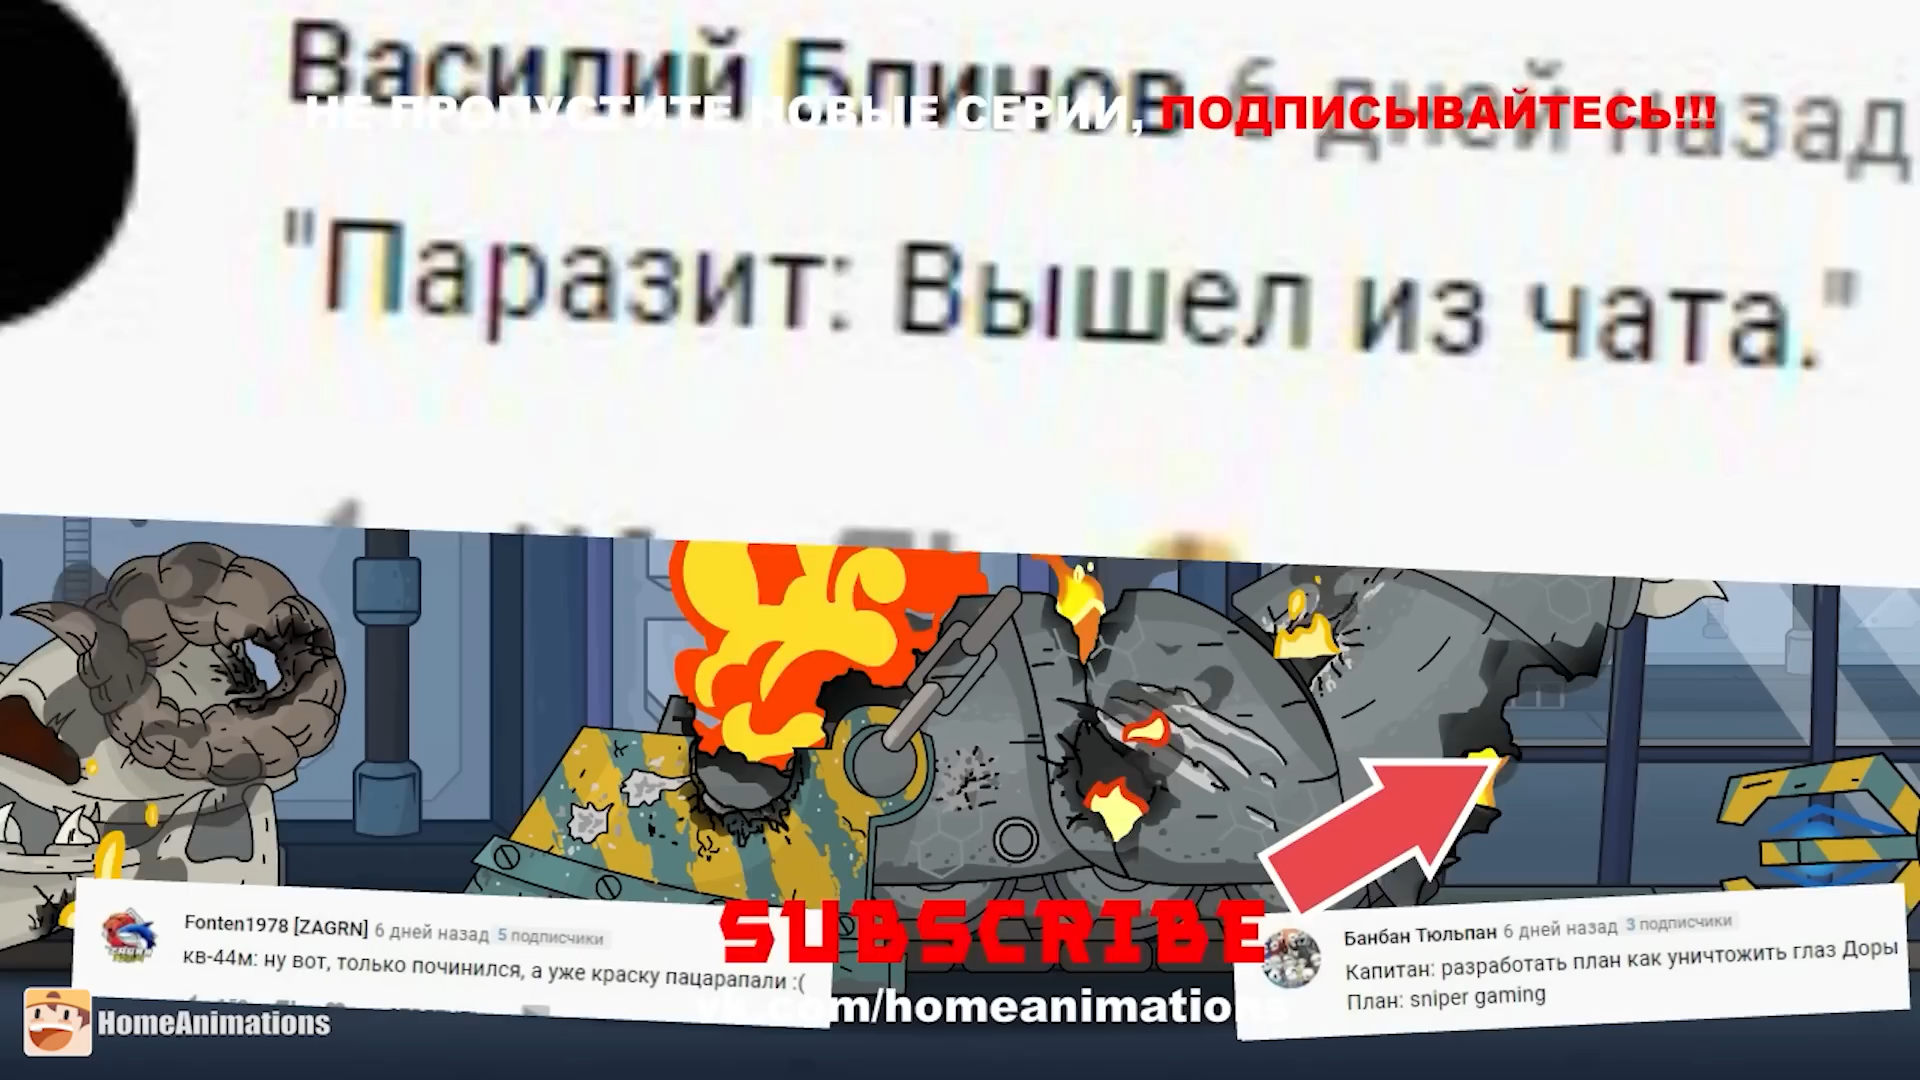 Василий Блинов 6 дней назад
НЕ ПРОПУСТИТЕ НОВЫЕ СЕРИИ, ПОДПИСЫВАЙТЕСЬ!!!
"Паразит: Вышел из чата."
Fonten1978 [ZAGRN] 6 дней назад 5 подписчики
кв-44м: ну вот, только починился, а уже краску пацарапали :(
SUBSCRIBE
vk.com/homeanimations
Банбан Тюльпан 6 дней назад 3 подписчики
Капитан: разработать план как уничтожить глаз Доры
План: sniper gaming
HomeAnimations